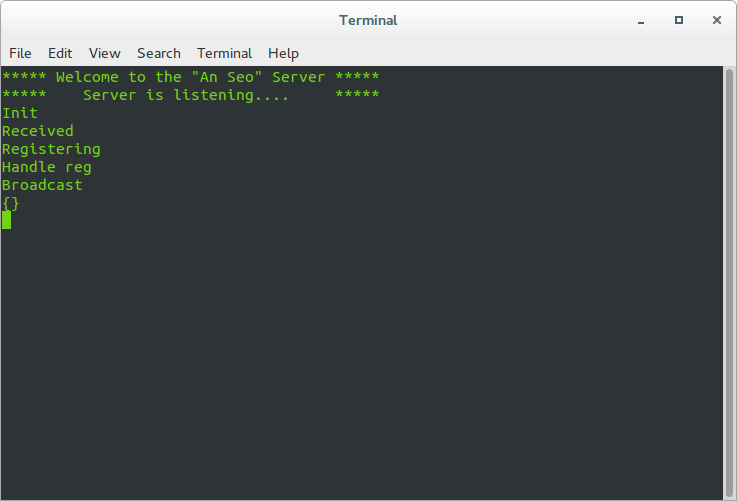 Terminal
File Edit View Search Terminal Help
***** Welcome to the "An Seo" Server *****
*****    Server is listening....     *****
Init
Received
Registering
Handle reg
Broadcast
{}